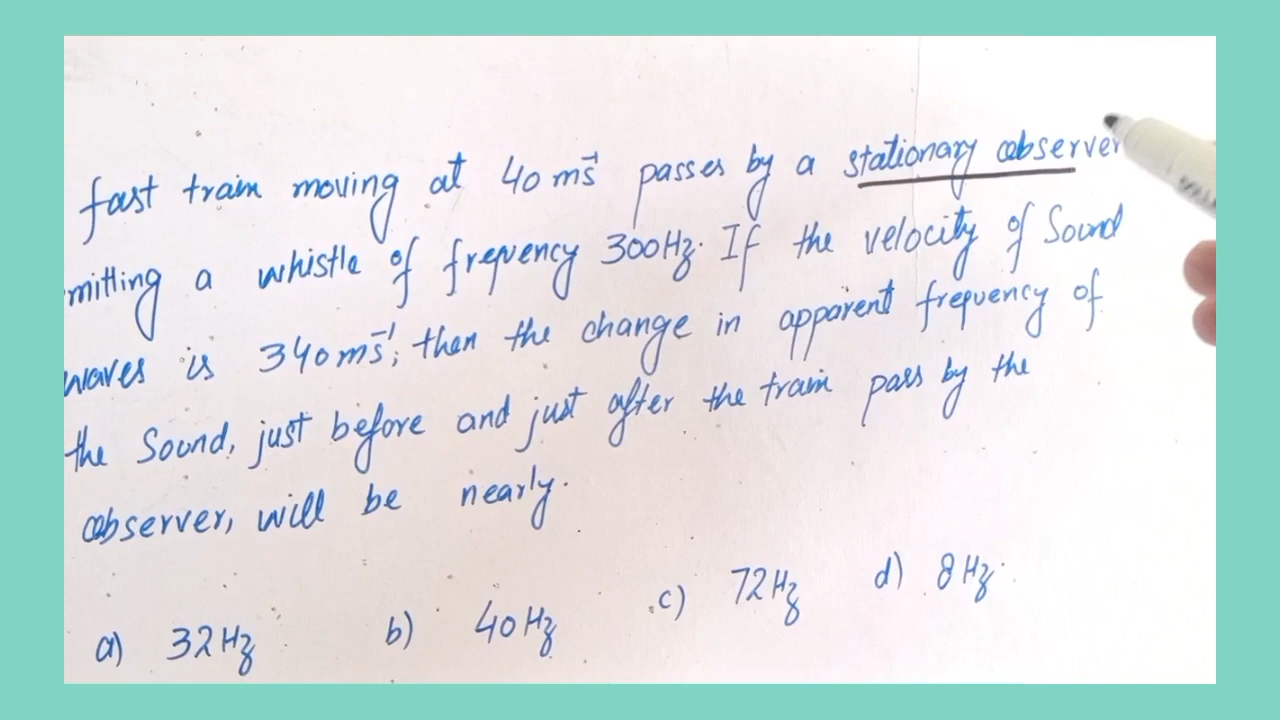 fast train moving at 40 ms⁻¹ passes by a stationary observer
mitting a whistle of frequency 300Hz. If the velocity of Sound
waves is 340 ms⁻¹, then the change in apparent frequency of
the Sound, just before and just after the train pass by the
observer, will be nearly.
a) 32Hz b) 40Hz c) 72Hz d) 8Hz.